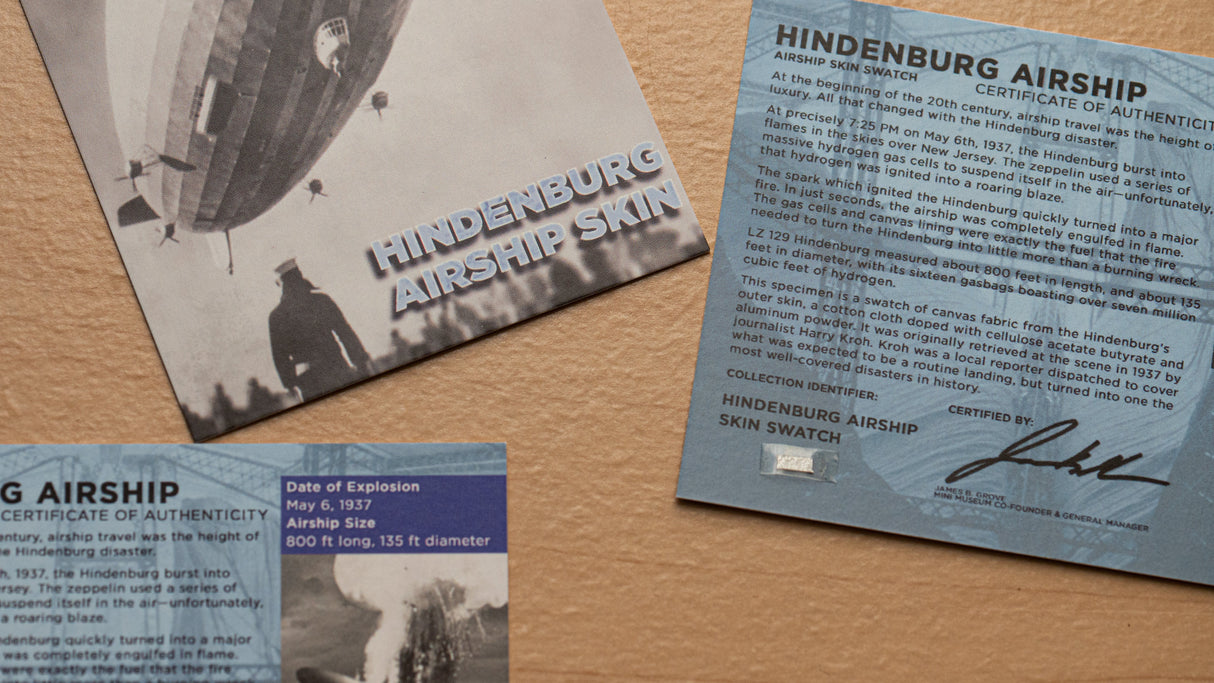 HINDENBURG
AIRSHIP SKIN
HINDENBURG AIRSHIP
AIRSHIP SKIN SWATCH
CERTIFICATE OF AUTHENTICITY
At the beginning of the 20th century, airship travel was the height of
luxury. All that changed with the Hindenburg disaster.
At precisely 7:25 PM on May 6th, 1937, the Hindenburg burst into
flames in the skies over New Jersey. The zeppelin used a series of
massive hydrogen gas cells to suspend itself in the air—unfortunately,
that hydrogen was ignited into a roaring blaze.
The spark which ignited the Hindenburg quickly turned into a major
fire. In just seconds, the airship was completely engulfed in flame.
The gas cells and canvas lining were exactly the fuel that the fire
needed to turn the Hindenburg into little more than a burning wreck.
LZ 129 Hindenburg measured about 800 feet in length, and about 135
feet in diameter, with its sixteen gasbags boasting over seven million
cubic feet of hydrogen.
This specimen is a swatch of canvas fabric from the Hindenburg's
outer skin, a cotton cloth doped with cellulose acetate butyrate and
aluminum powder. It was originally retrieved at the scene in 1937 by
journalist Harry Kroh. Kroh was a local reporter dispatched to cover
what was expected to be a routine landing, but turned into one the
most well-covered disasters in history.
COLLECTION IDENTIFIER:
HINDENBURG AIRSHIP
SKIN SWATCH
CERTIFIED BY:
JAMES B. GROVE
MINI MUSEUM CO-FOUNDER & GENERAL MANAGER
G AIRSHIP
CERTIFICATE OF AUTHENTICITY
entury, airship travel was the height of
he Hindenburg disaster.
h, 1937, the Hindenburg burst into
ersey. The zeppelin used a series of
suspend itself in the air—unfortunately,
a roaring blaze.
ndenburg quickly turned into a major
was completely engulfed in flame.
were exactly the fuel that the fire
Date of Explosion
May 6, 1937
Airship Size
800 ft long, 135 ft diameter